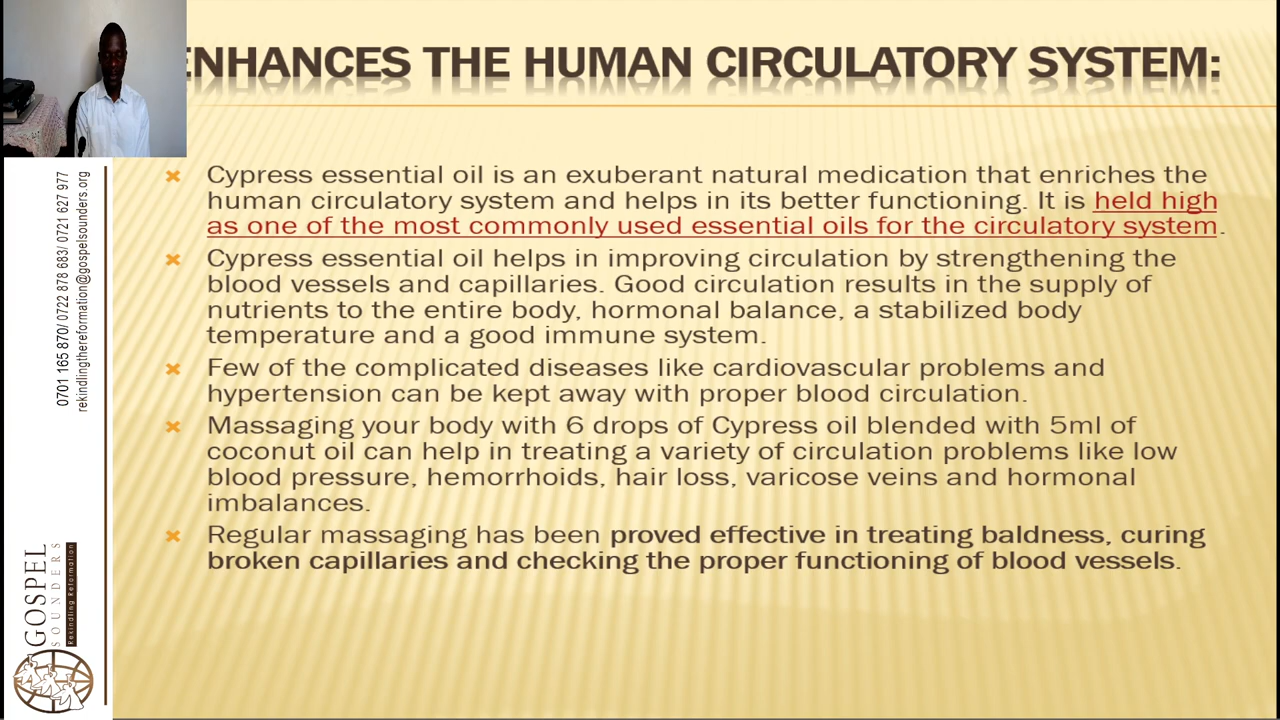 ENHANCES THE HUMAN CIRCULATORY SYSTEM:
Cypress essential oil is an exuberant natural medication that enriches the
human circulatory system and helps in its better functioning. It is held high
as one of the most commonly used essential oils for the circulatory system.
Cypress essential oil helps in improving circulation by strengthening the
blood vessels and capillaries. Good circulation results in the supply of
nutrients to the entire body, hormonal balance, a stabilized body
temperature and a good immune system.
Few of the complicated diseases like cardiovascular problems and
hypertension can be kept away with proper blood circulation.
Massaging your body with 6 drops of Cypress oil blended with 5ml of
coconut oil can help in treating a variety of circulation problems like low
blood pressure, hemorrhoids, hair loss, varicose veins and hormonal
imbalances.
Regular massaging has been proved effective in treating baldness, curing
broken capillaries and checking the proper functioning of blood vessels.
0701 165 870/ 0722 878 683/ 0721 627 977
rekindlingthereformation@gospelsounders.org
GOSPEL
SOUNDERS
Rekindling Reformation